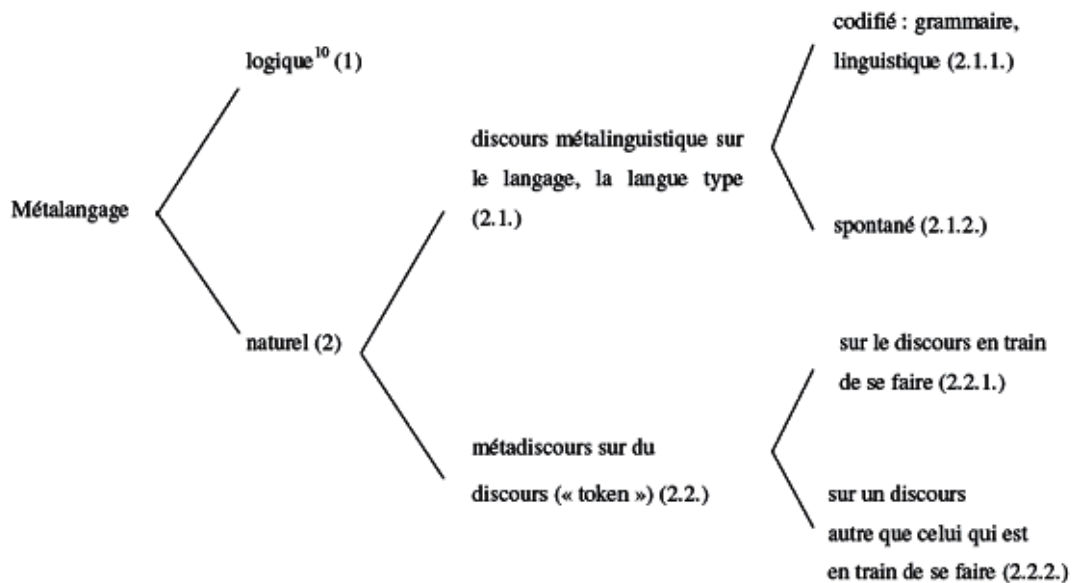 codifié : grammaire,
linguistique (2.1.1.)
logique¹⁰ (1)
discours métalinguistique sur
le langage, la langue type
(2.1.)
Métalangage
spontané (2.1.2.)
naturel (2)
sur le discours en train
de se faire (2.2.1.)
métadiscours sur du
discours (« token ») (2.2.)
sur un discours
autre que celui qui est
en train de se faire (2.2.2.)